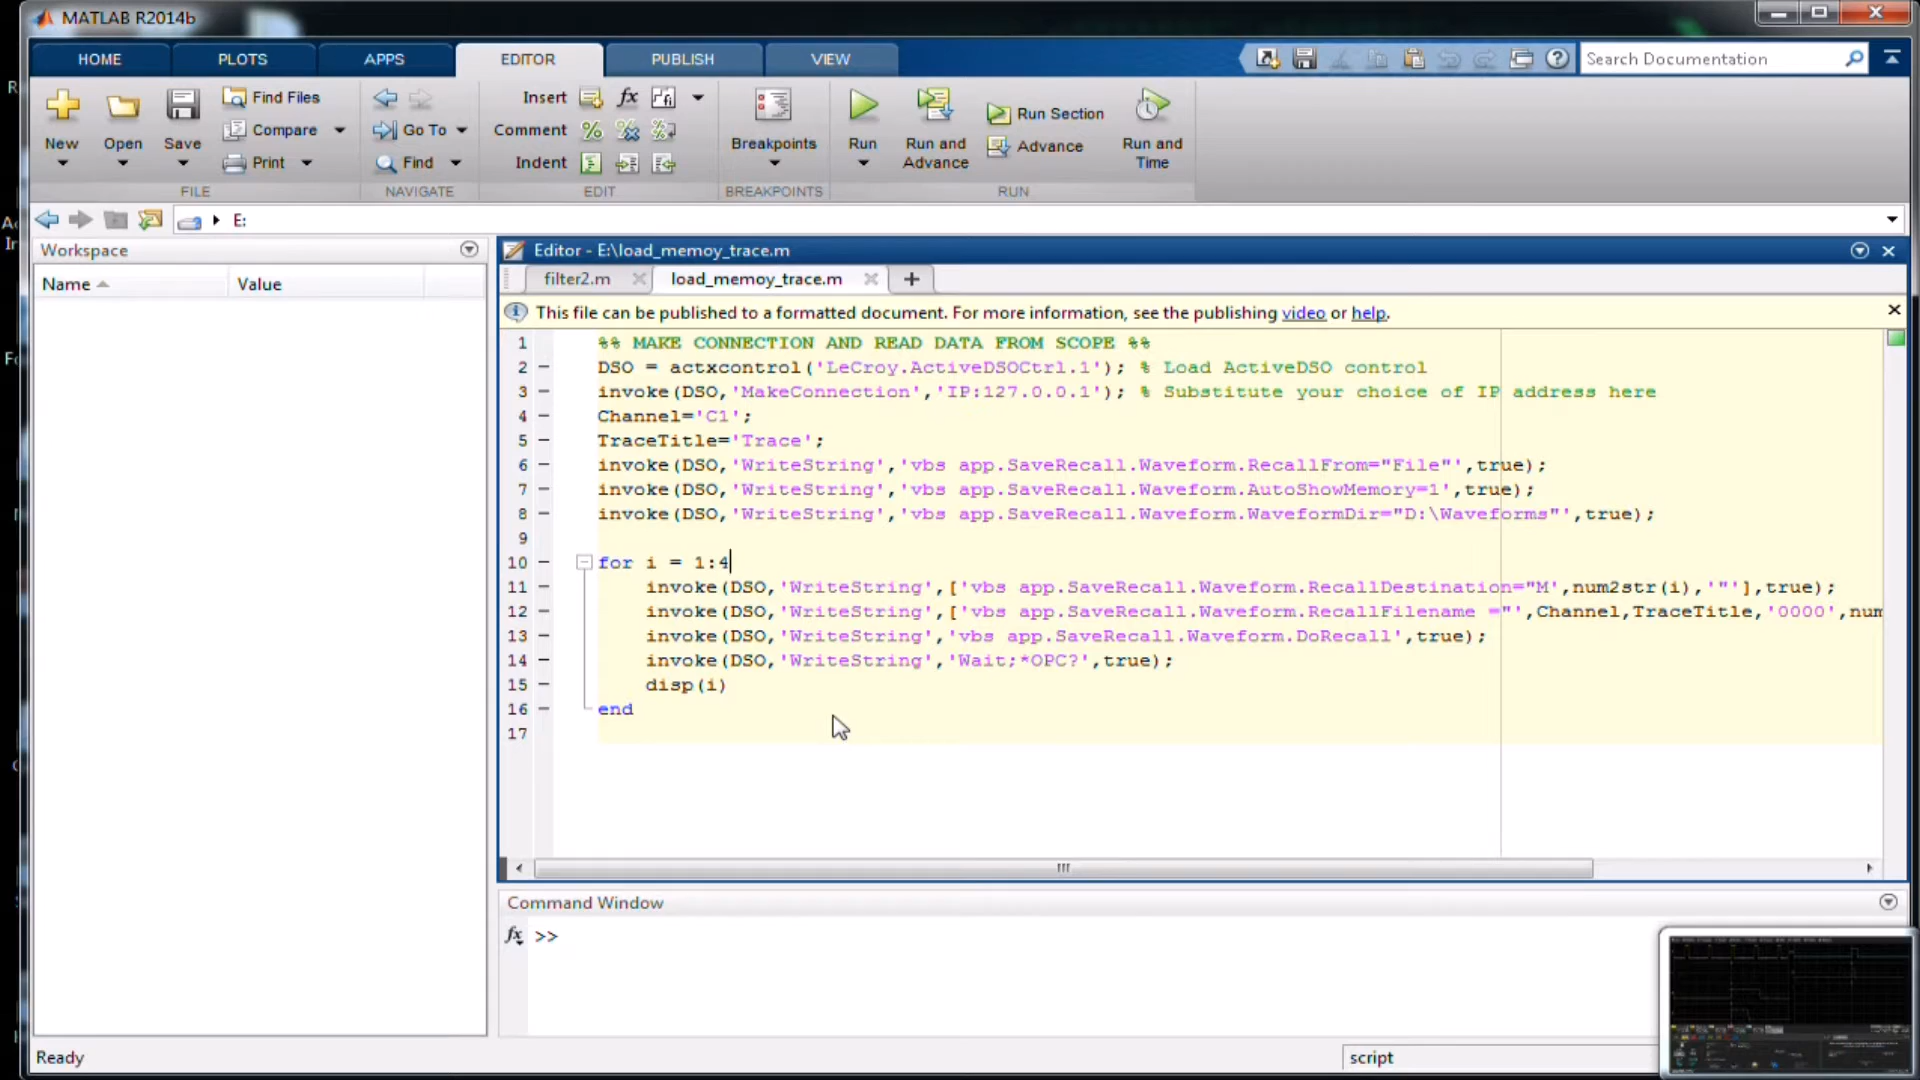 MATLAB R2014b
HOME PLOTS APPS EDITOR PUBLISH VIEW Search Documentation
New Open Save Find Files Compare Print
Go To Find
Insert fx
Comment
Indent
Breakpoints
Run Run and Advance Run Section Advance Run and Time
FILE NAVIGATE EDIT BREAKPOINTS RUN
E:
Workspace
Name Value
Editor - E:\load_memoy_trace.m
filter2.m load_memoy_trace.m
This file can be published to a formatted document. For more information, see the publishing video or help.
1 %% MAKE CONNECTION AND READ DATA FROM SCOPE %%
2 DSO = actxcontrol('LeCroy.ActiveDSOCtrl.1'); % Load ActiveDSO control
3 invoke(DSO,'MakeConnection','IP:127.0.0.1'); % Substitute your choice of IP address here
4 Channel='C1';
5 TraceTitle='Trace';
6 invoke(DSO,'WriteString','vbs app.SaveRecall.Waveform.RecallFrom="File"',true);
7 invoke(DSO,'WriteString','vbs app.SaveRecall.Waveform.AutoShowMemory=1',true);
8 invoke(DSO,'WriteString','vbs app.SaveRecall.Waveform.WaveformDir="D:\Waveforms"',true);
9
10 for i = 1:4
11 invoke(DSO,'WriteString',['vbs app.SaveRecall.Waveform.RecallDestination="M',num2str(i),'"'],true);
12 invoke(DSO,'WriteString',['vbs app.SaveRecall.Waveform.RecallFilename ="',Channel,TraceTitle,'0000',num
13 invoke(DSO,'WriteString','vbs app.SaveRecall.Waveform.DoRecall',true);
14 invoke(DSO,'WriteString','Wait;*OPC?',true);
15 disp(i)
16 end
17
Command Window
fx >>
Ready script